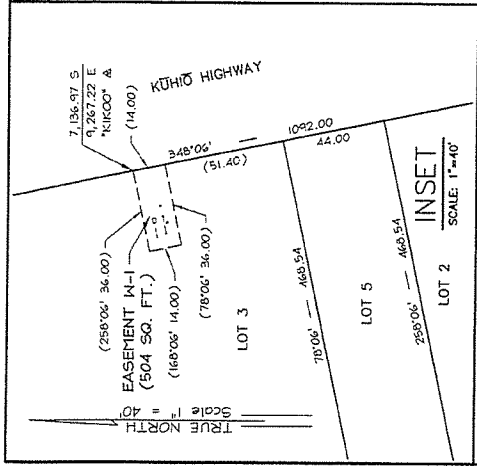 7,136.97 S
9,267.22 E
"KIKOO" △
(14.00)
KŪHIŌ HIGHWAY
(258°06' 36.00)
EASEMENT W-1
(504 SQ. FT.)
(168°06' 14.00)
(78°06' 36.00)
348°06' — 1092.00
(51.40)
44.00
LOT 3
78°06' — 468.54
LOT 5
258°06' — 468.54
LOT 2
TRUE NORTH
Scale 1" = 40'
INSET
SCALE: 1"=40'